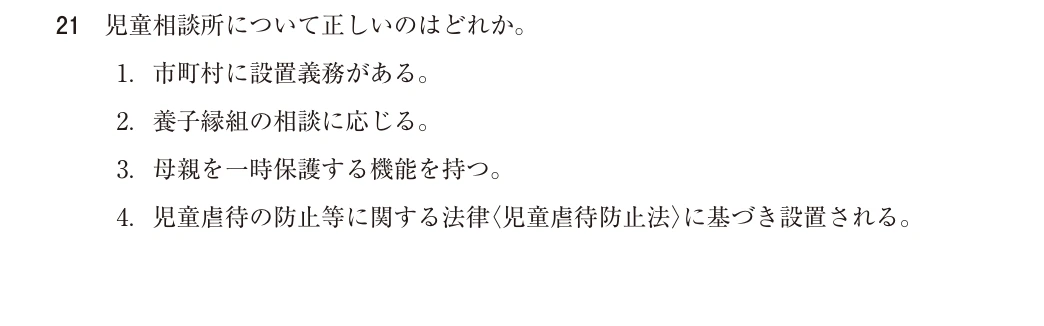 21 児童相談所について正しいのはどれか。
1. 市町村に設置義務がある。
2. 養子縁組の相談に応じる。
3. 母親を一時保護する機能を持つ。
4. 児童虐待の防止等に関する法律〈児童虐待防止法〉に基づき設置される。